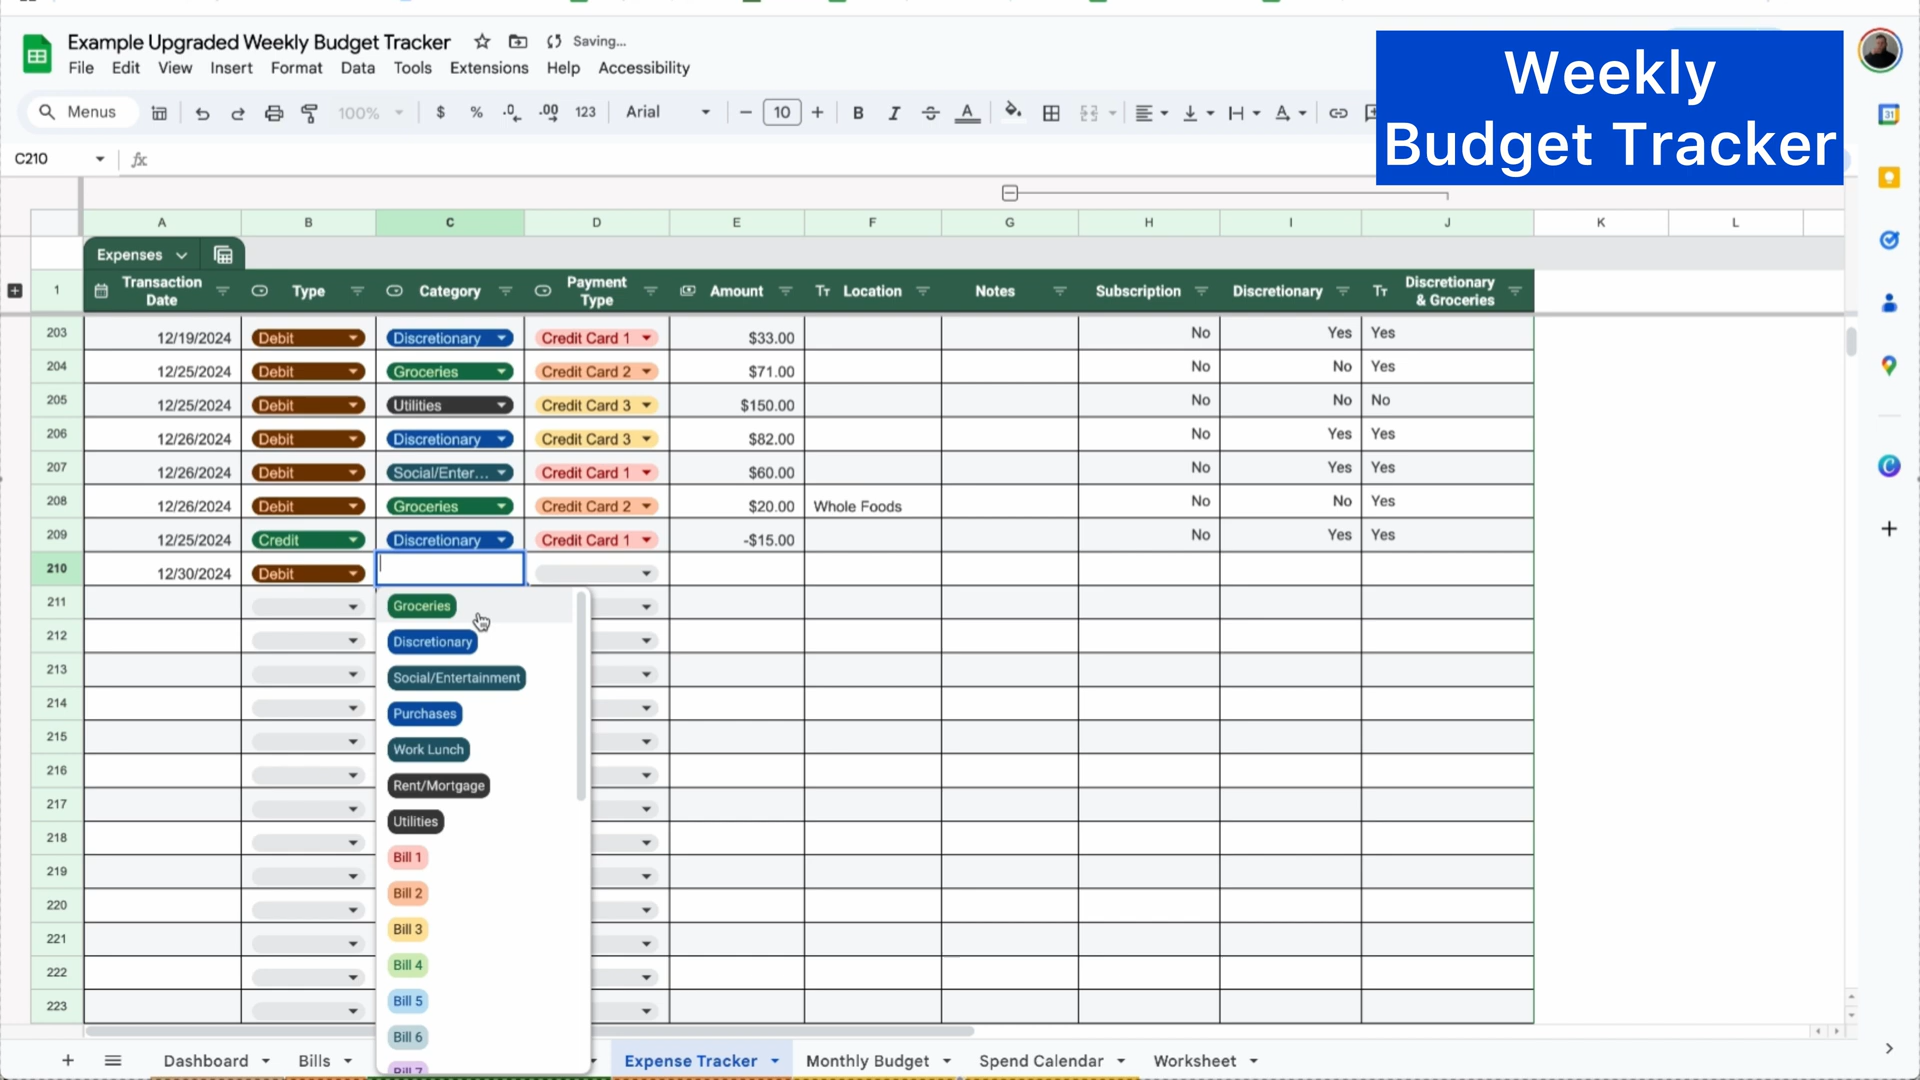 Example Upgraded Weekly Budget Tracker Saving...
File Edit View Insert Format Data Tools Extensions Help Accessibility
Weekly
Budget Tracker
Menus 100% $ % .0 .00 123 Arial 10 B I S A
C210 fx
A B C D E F G H I J K L
Expenses
1 Transaction Date Type Category Payment Type Amount Location Notes Subscription Discretionary Discretionary & Groceries
203 12/19/2024 Debit Discretionary Credit Card 1 $33.00 No Yes Yes
204 12/25/2024 Debit Groceries Credit Card 2 $71.00 No No Yes
205 12/25/2024 Debit Utilities Credit Card 3 $150.00 No No No
206 12/26/2024 Debit Discretionary Credit Card 3 $82.00 No Yes Yes
207 12/26/2024 Debit Social/Enter... Credit Card 1 $60.00 No Yes Yes
208 12/26/2024 Debit Groceries Credit Card 2 $20.00 Whole Foods No No Yes
209 12/25/2024 Credit Discretionary Credit Card 1 -$15.00 No Yes Yes
210 12/30/2024 Debit
211 Groceries
212 Discretionary
213 Social/Entertainment
214 Purchases
215 Work Lunch
216 Rent/Mortgage
217
218 Utilities
219 Bill 1
220 Bill 2
221 Bill 3
222 Bill 4
223 Bill 5
Bill 6
Bill 7
Dashboard Bills Expense Tracker Monthly Budget Spend Calendar Worksheet
31